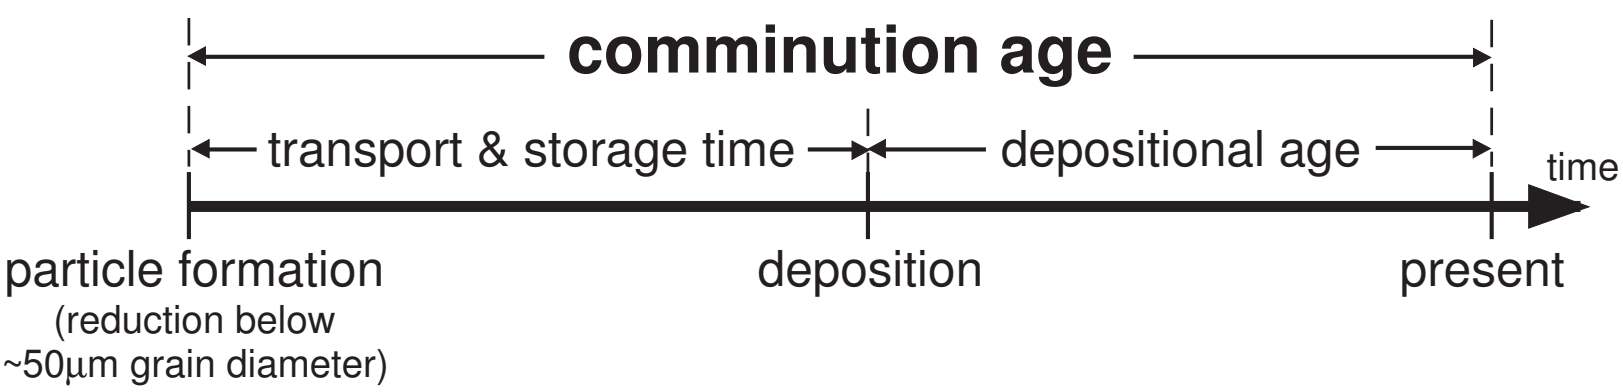 comminution age
transport & storage time
depositional age
time
particle formation
(reduction below
~50μm grain diameter)
deposition
present